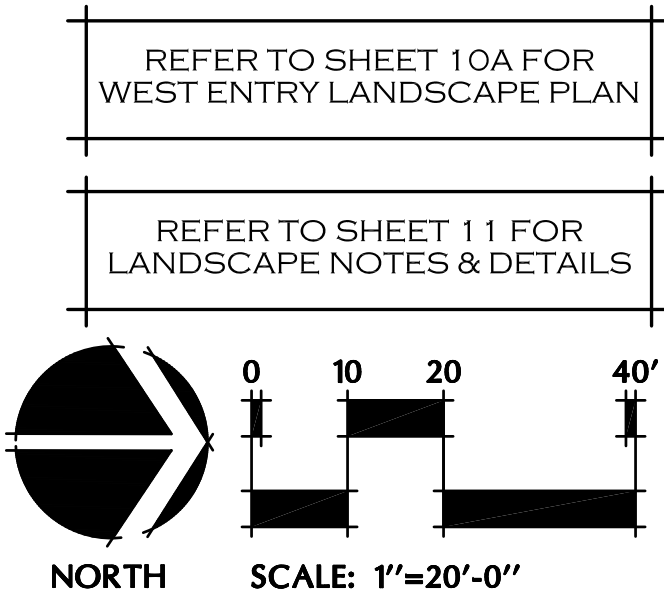 REFER TO SHEET 10A FOR
WEST ENTRY LANDSCAPE PLAN
REFER TO SHEET 11 FOR
LANDSCAPE NOTES & DETAILS
0 10 20 40'
NORTH
SCALE: 1"=20'-0"